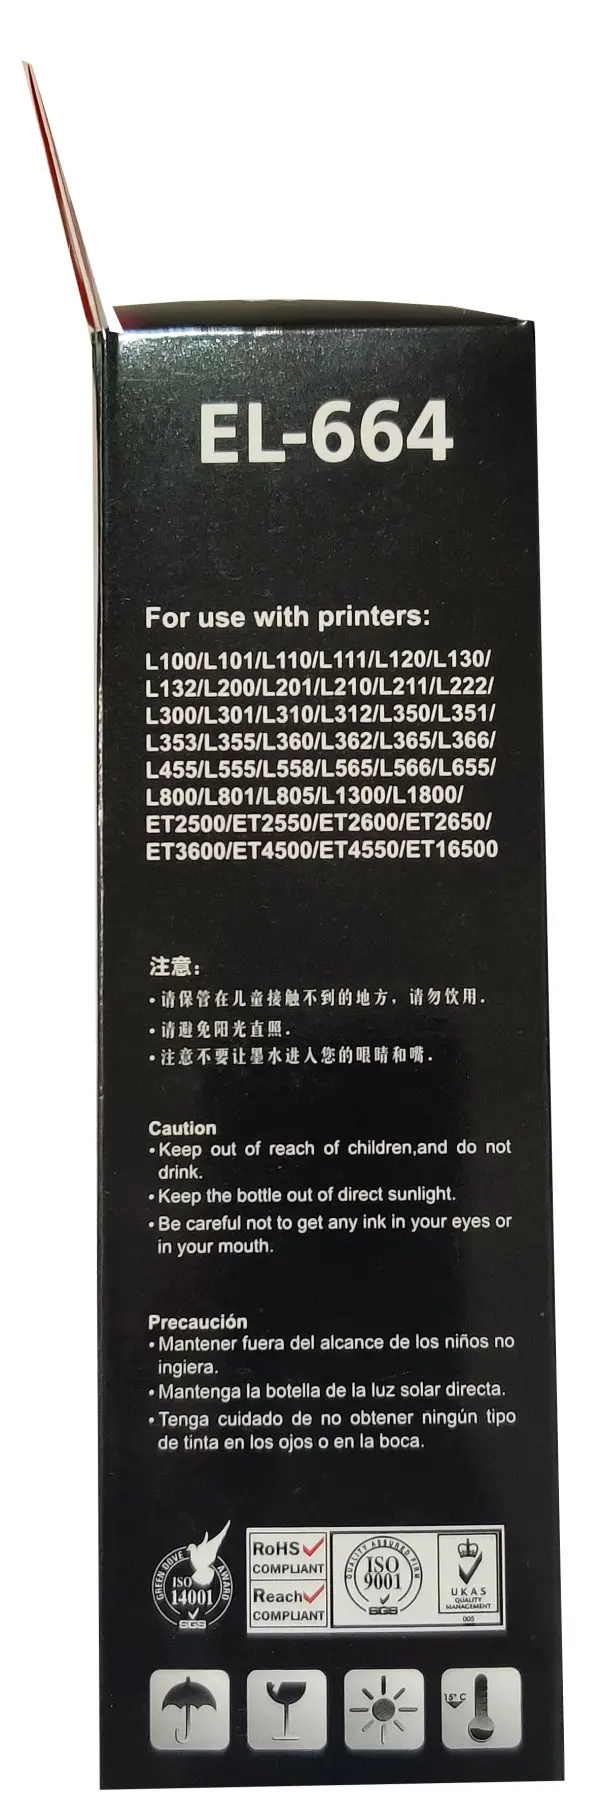 EL-664
For use with printers:
L100/L101/L110/L111/L120/L130/
L132/L200/L201/L210/L211/L222/
L300/L301/L310/L312/L350/L351/
L353/L355/L360/L362/L365/L366/
L455/L555/L558/L565/L566/L655/
L800/L801/L805/L1300/L1800/
ET2500/ET2550/ET2600/ET2650/
ET3600/ET4500/ET4550/ET16500
注意：
•请保管在儿童接触不到的地方，请勿饮用.
•请避免阳光直照.
•注意不要让墨水进入您的眼睛和嘴.
Caution
•Keep out of reach of children,and do not
drink.
•Keep the bottle out of direct sunlight.
•Be careful not to get any ink in your eyes or
in your mouth.
Precaución
•Mantener fuera del alcance de los niños no
ingiera.
•Mantenga la botella de la luz solar directa.
•Tenga cuidado de no obtener ningún tipo
de tinta en los ojos o en la boca.
GREEN DOVE AWARD
ISO
14001
SGS
RoHS
COMPLIANT
Reach
COMPLIANT
QUALITY ASSURED FIRM
ISO
9001
SGS
UKAS
QUALITY
MANAGEMENT
005
15° C